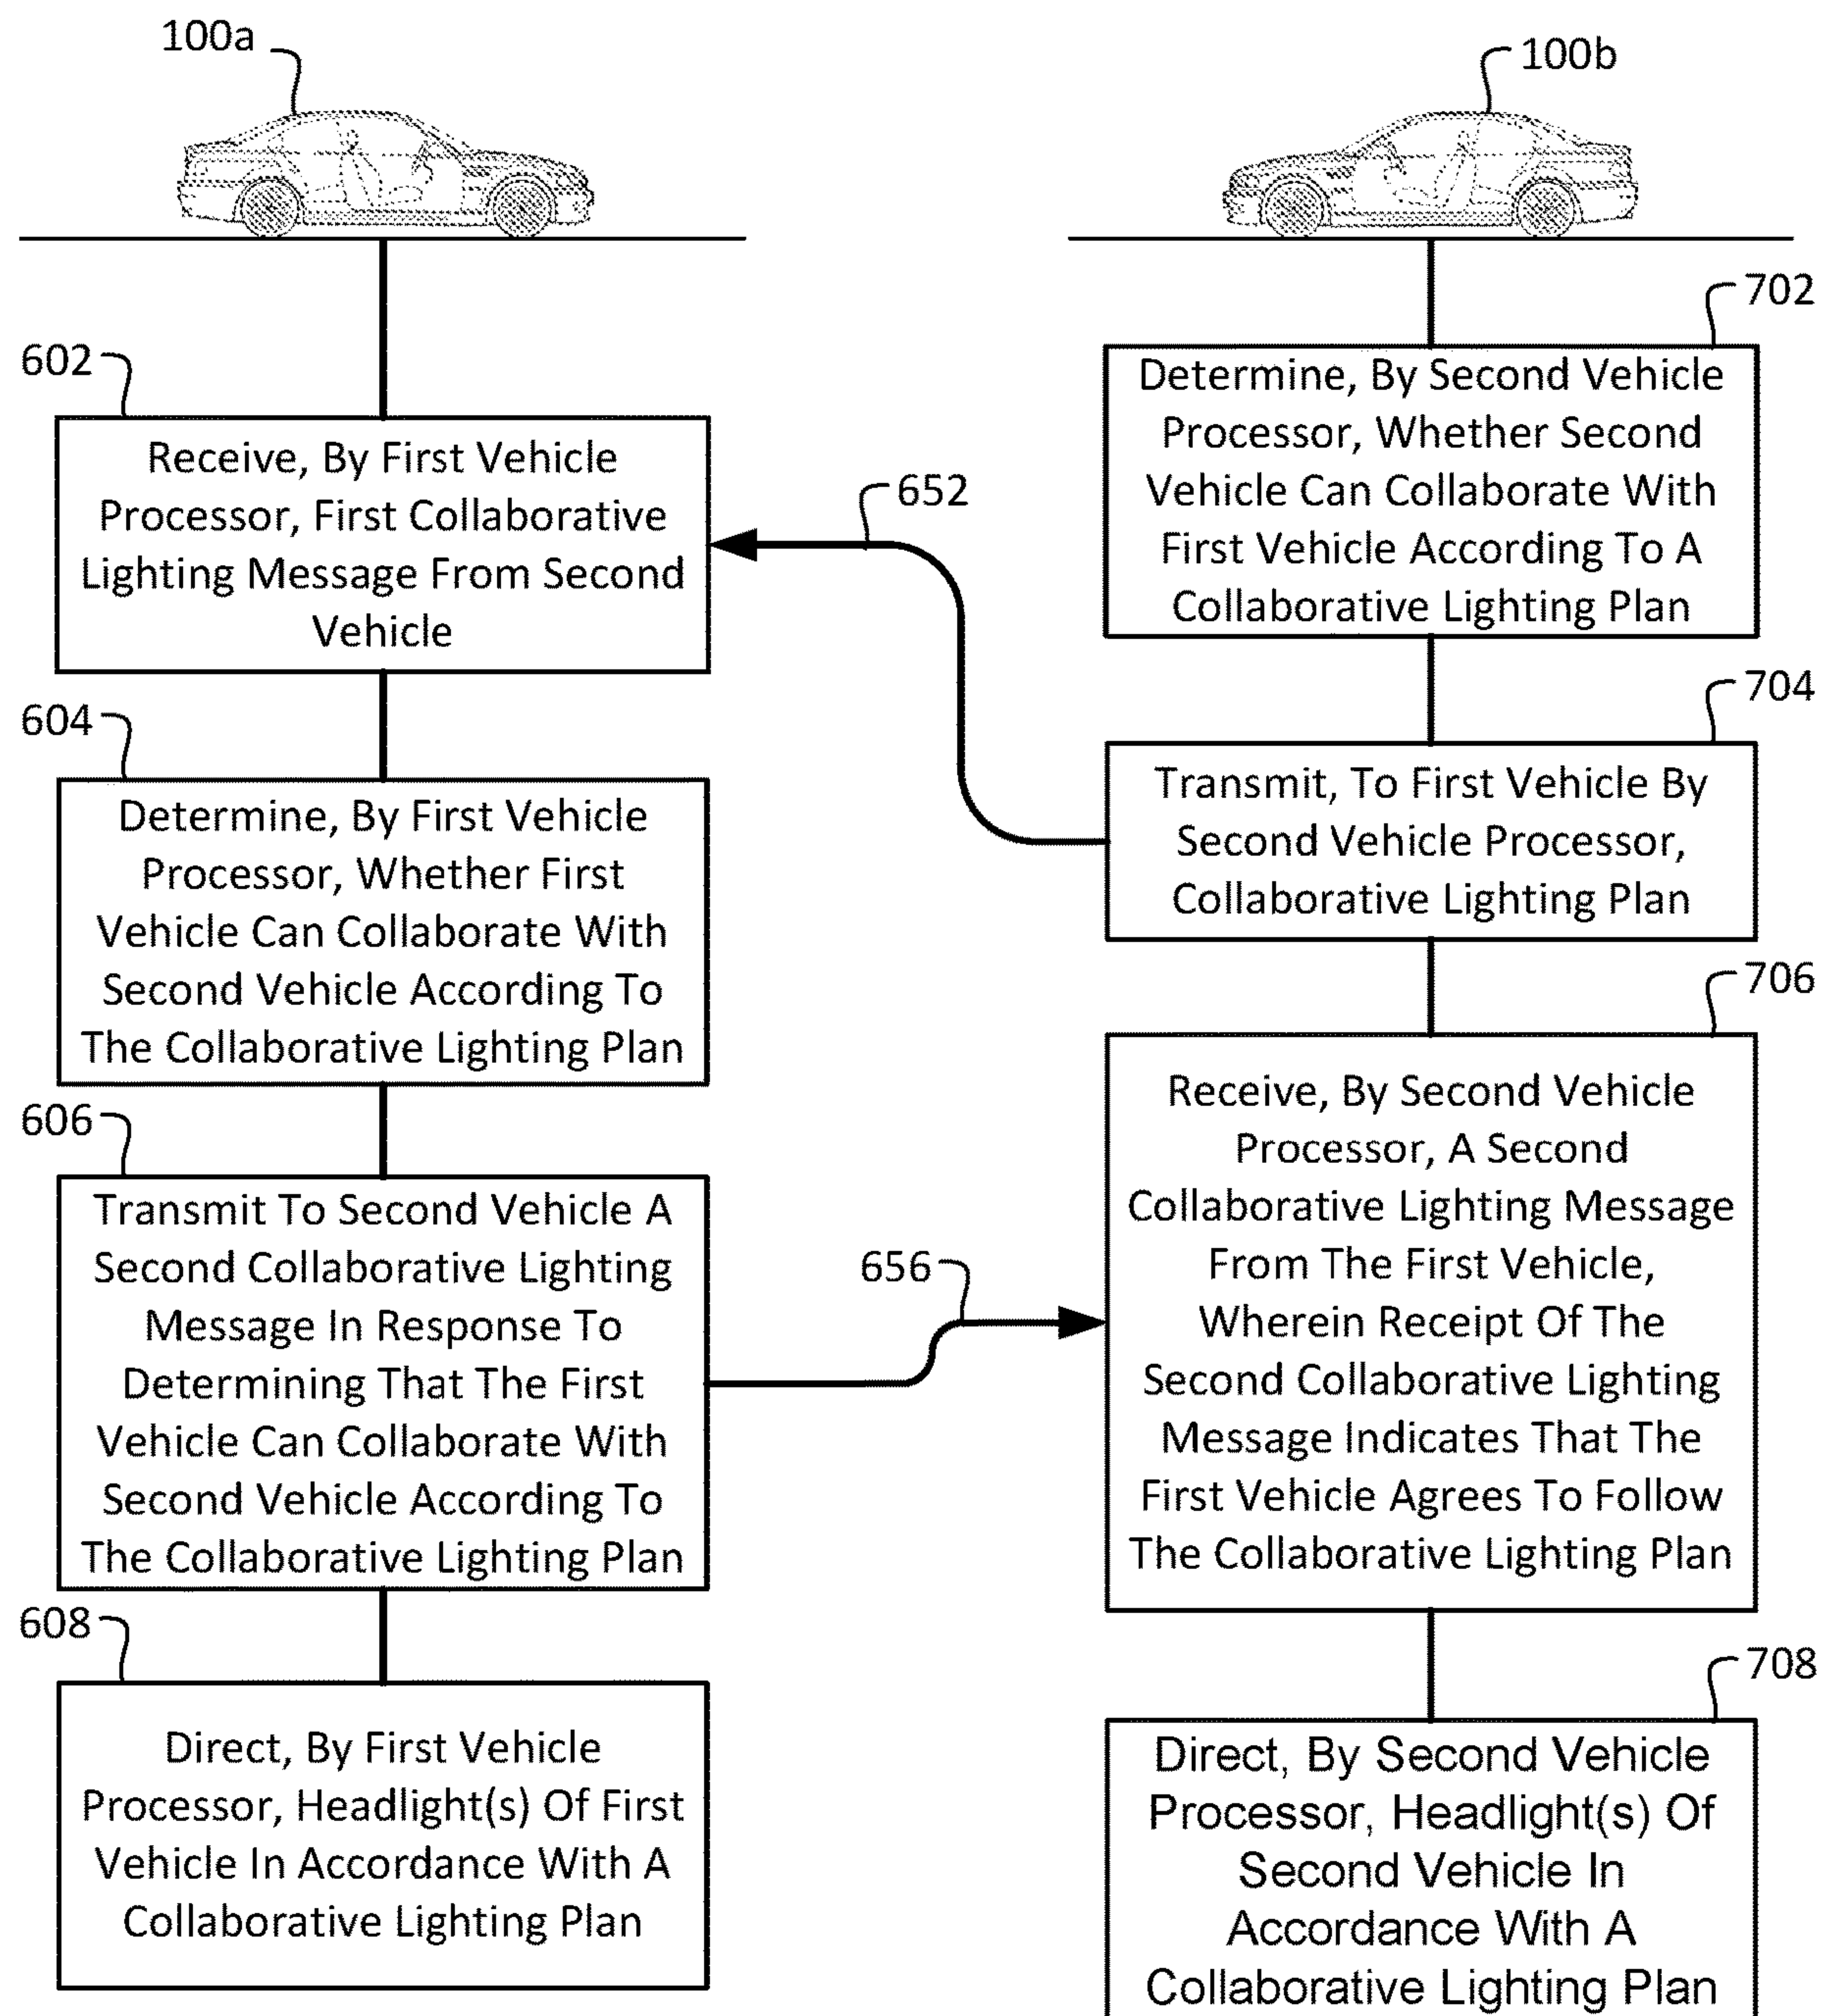 100a
100b
602
Receive, By First Vehicle
Processor, First Collaborative
Lighting Message From Second
Vehicle
604
Determine, By First Vehicle
Processor, Whether First
Vehicle Can Collaborate With
Second Vehicle According To
The Collaborative Lighting Plan
606
Transmit To Second Vehicle A
Second Collaborative Lighting
Message In Response To
Determining That The First
Vehicle Can Collaborate With
Second Vehicle According To
The Collaborative Lighting Plan
608
Direct, By First Vehicle
Processor, Headlight(s) Of First
Vehicle In Accordance With A
Collaborative Lighting Plan
652
656
702
Determine, By Second Vehicle
Processor, Whether Second
Vehicle Can Collaborate With
First Vehicle According To A
Collaborative Lighting Plan
704
Transmit, To First Vehicle By
Second Vehicle Processor,
Collaborative Lighting Plan
706
Receive, By Second Vehicle
Processor, A Second
Collaborative Lighting Message
From The First Vehicle,
Wherein Receipt Of The
Second Collaborative Lighting
Message Indicates That The
First Vehicle Agrees To Follow
The Collaborative Lighting Plan
708
Direct, By Second Vehicle
Processor, Headlight(s) Of
Second Vehicle In
Accordance With A
Collaborative Lighting Plan